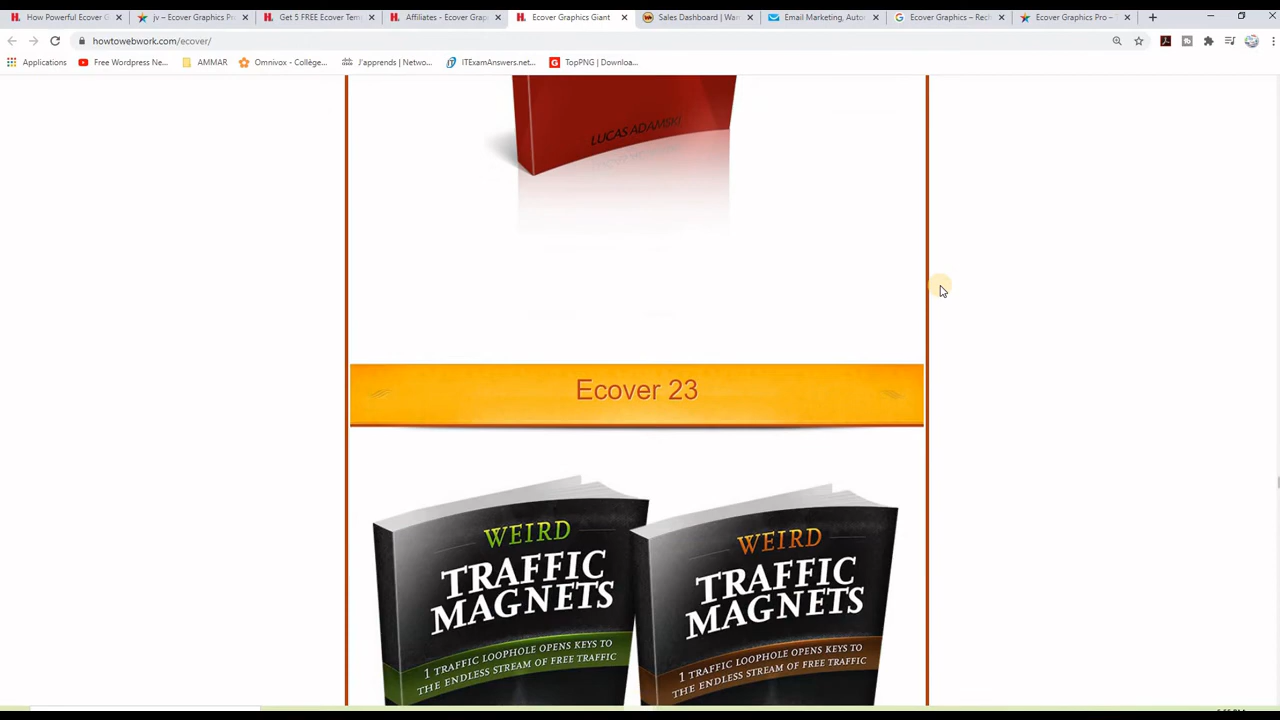 How Powerful Ecover G
jv – Ecover Graphics Pr
Get 5 FREE Ecover Tem
Affiliates - Ecover Grap
Ecover Graphics Giant
Sales Dashboard | War
Email Marketing, Auto
Ecover Graphics – Rech
Ecover Graphics Pro –
howtowebwork.com/ecover/
Applications
Free Wordpress Ne...
AMMAR
Omnivox - Collège...
J'apprends | Netwo...
ITExamAnswers.net...
TopPNG | Downloa...
LUCAS ADAMSKI
Ecover 23
WEIRD
TRAFFIC
MAGNETS
1 TRAFFIC LOOPHOLE OPENS KEYS TO
THE ENDLESS STREAM OF FREE TRAFFIC
WEIRD
TRAFFIC
MAGNETS
1 TRAFFIC LOOPHOLE OPENS KEYS TO
THE ENDLESS STREAM OF FREE TRAFFIC